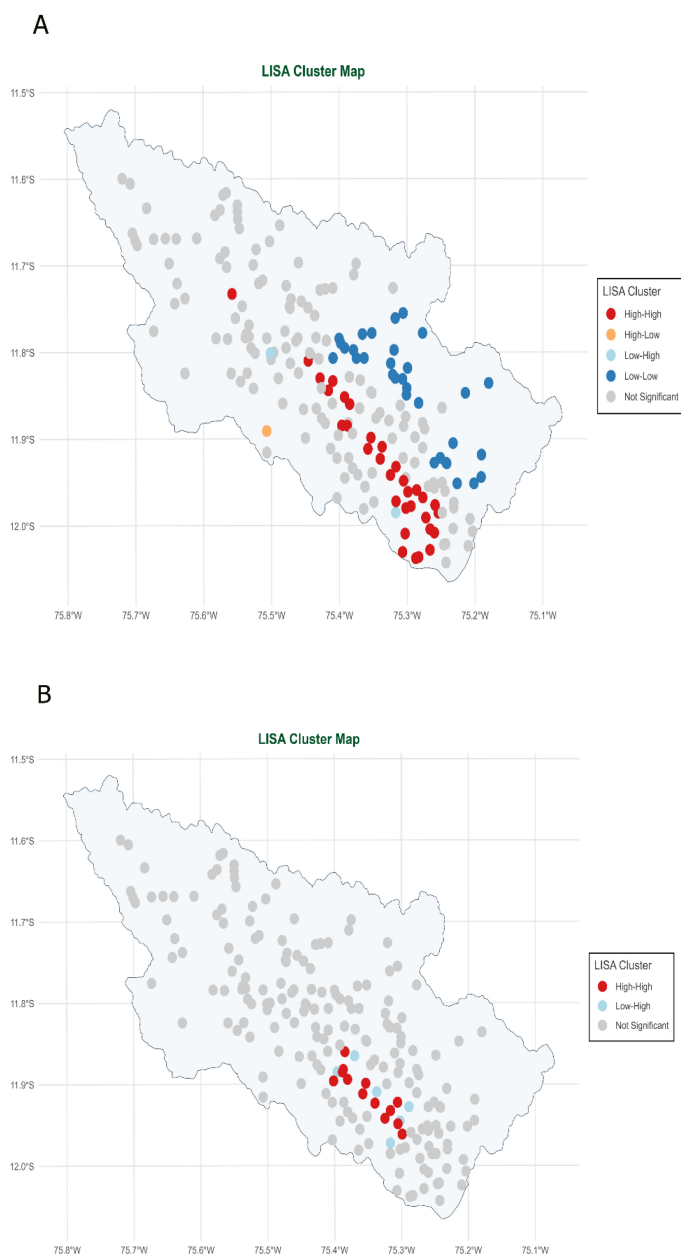 A
LISA Cluster Map
11.5°S
11.6°S
11.7°S
11.8°S
11.9°S
12.0°S
75.8°W 75.7°W 75.6°W 75.5°W 75.4°W 75.3°W 75.2°W 75.1°W
LISA Cluster
High-High
High-Low
Low-High
Low-Low
Not Significant
B
LISA Cluster Map
11.5°S
11.6°S
11.7°S
11.8°S
11.9°S
12.0°S
75.8°W 75.7°W 75.6°W 75.5°W 75.4°W 75.3°W 75.2°W 75.1°W
LISA Cluster
High-High
Low-High
Not Significant